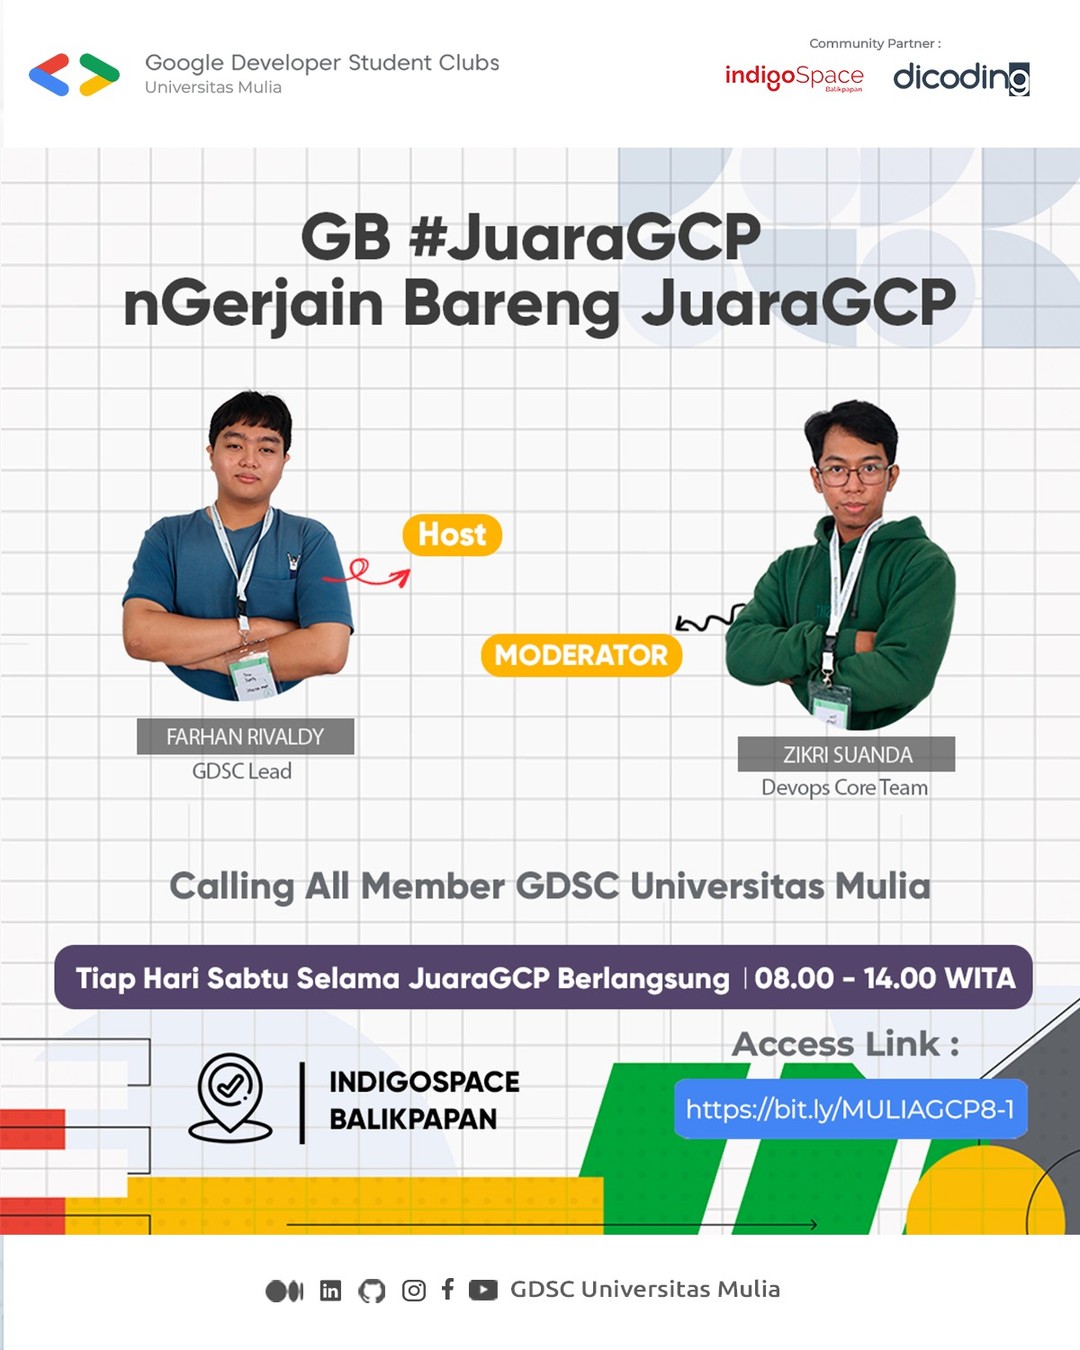 Google Developer Student Clubs
Universitas Mulia
Community Partner :
indigoSpace
Balikpapan
dicoding
GB #JuaraGCP
nGerjain Bareng JuaraGCP
Host
MODERATOR
FARHAN RIVALDY
GDSC Lead
ZIKRI SUANDA
Devops Core Team
Calling All Member GDSC Universitas Mulia
Tiap Hari Sabtu Selama JuaraGCP Berlangsung | 08.00 - 14.00 WITA
Access Link :
https://bit.ly/MULIAGCP8-1
INDIGOSPACE
BALIKPAPAN
GDSC Universitas Mulia